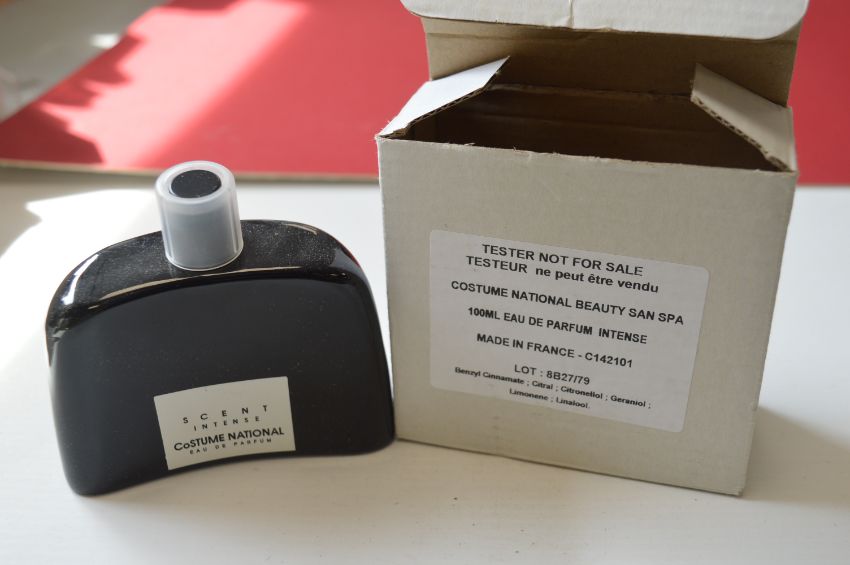 SCENT
INTENSE
CoSTUME NATIONAL
EAU DE PARFUM
TESTER NOT FOR SALE
TESTEUR ne peut être vendu
COSTUME NATIONAL BEAUTY SAN SPA
100ML EAU DE PARFUM INTENSE
MADE IN FRANCE - C142101
LOT : 8B27/79
Benzyl Cinnamate ; Citral ; Citronellol ; Geraniol ;
Limonene ; Linalool.